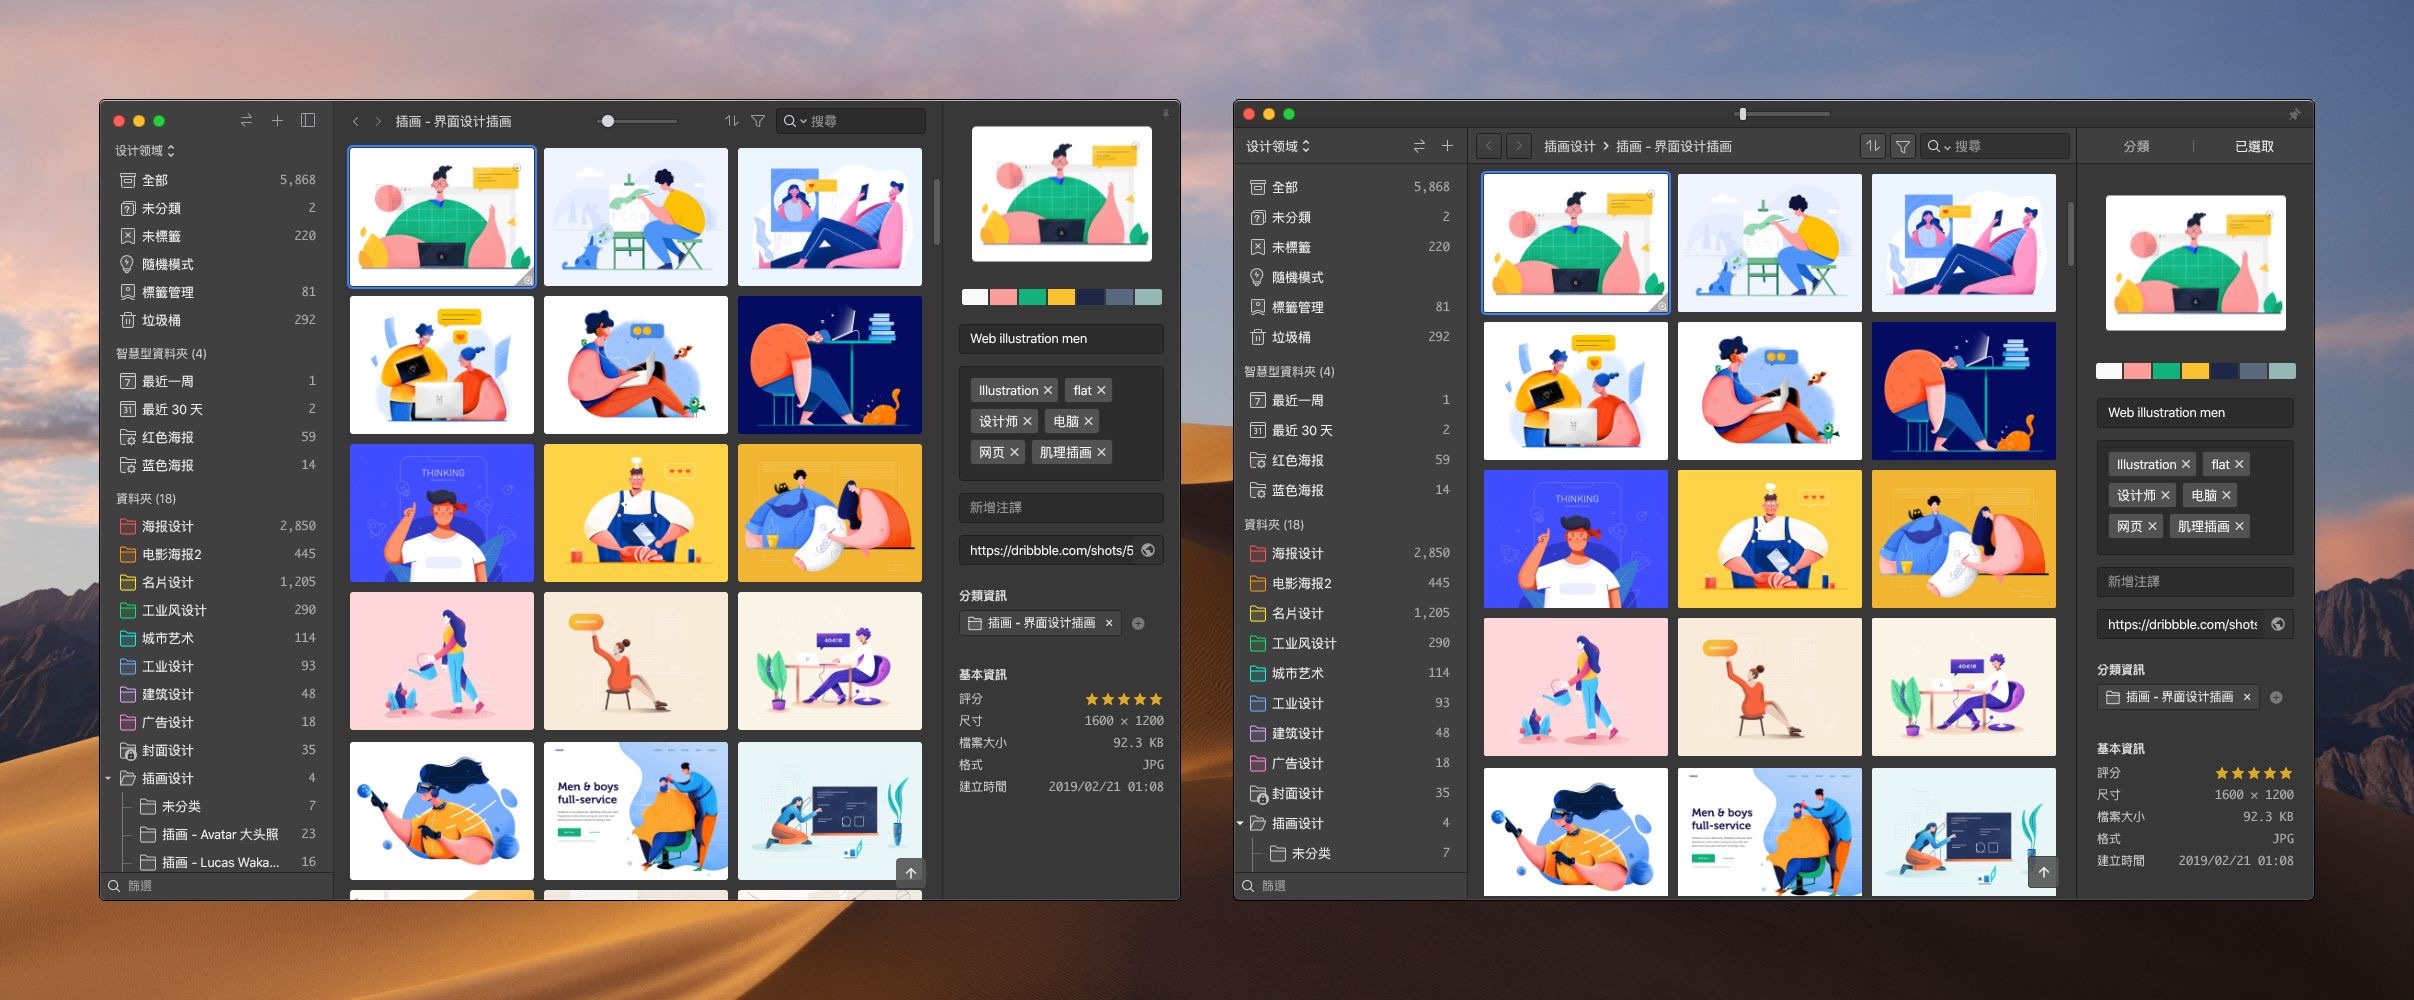 插画 - 界面设计插画
搜尋
设计领域
全部 5,868
未分類 2
未標籤 220
隨機模式
標籤管理 81
垃圾桶 292
智慧型資料夾 (4)
7 最近一周 1
31 最近 30 天 2
红色海报 59
蓝色海报 14
資料夾 (18)
海报设计 2,850
电影海报2 445
名片设计 1,205
工业风设计 290
城市艺术 114
工业设计 93
建筑设计 48
广告设计 18
封面设计 35
插画设计 4
未分类 7
插画 - Avatar 大头照 23
插画 - Lucas Waka... 16
篩選
THINKING
Men & boys
full-service
Web illustration men
Illustration × flat ×
设计师 × 电脑 ×
网页 × 肌理插画 ×
新增注譯
https://dribbble.com/shots/5
分類資訊
插画 - 界面设计插画 ×
基本資訊
評分 ★★★★★
尺寸 1600 × 1200
檔案大小 92.3 KB
格式 JPG
建立時間 2019/02/21 01:08
设计领域
插画设计 > 插画 - 界面设计插画
搜尋
分類 | 已選取
全部 5,868
未分類 2
未標籤 220
隨機模式
標籤管理 81
垃圾桶 292
智慧型資料夾 (4)
7 最近一周 1
31 最近 30 天 2
红色海报 59
蓝色海报 14
資料夾 (18)
海报设计 2,850
电影海报2 445
名片设计 1,205
工业风设计 290
城市艺术 114
工业设计 93
建筑设计 48
广告设计 18
封面设计 35
插画设计 4
未分类 7
篩選
THINKING
Men & boys
full-service
Web illustration men
Illustration × flat ×
设计师 × 电脑 ×
网页 × 肌理插画 ×
新增注譯
https://dribbble.com/shots
分類資訊
插画 - 界面设计插画 ×
基本資訊
評分 ★★★★★
尺寸 1600 × 1200
檔案大小 92.3 KB
格式 JPG
建立時間 2019/02/21 01:08